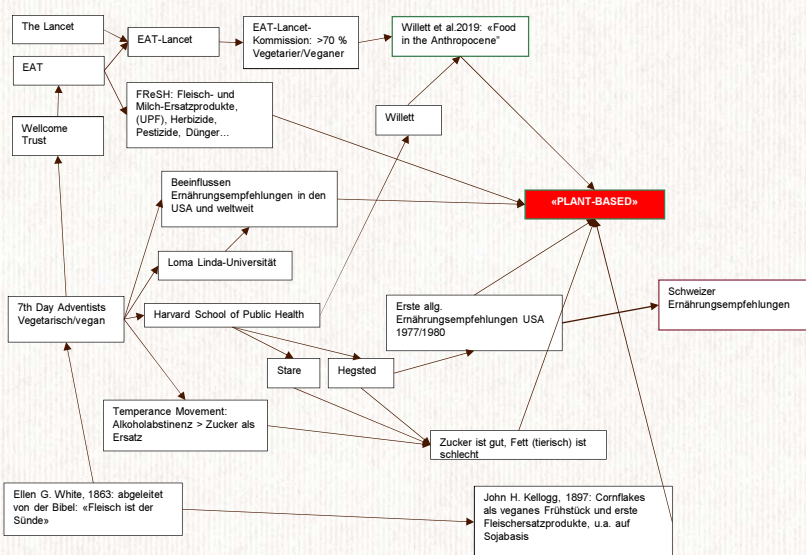 The Lancet
EAT-Lancet
EAT-Lancet-
Kommission: >70 %
Vegetarier/Veganer
Willett et al.2019: «Food
in the Anthropocene”
EAT
FReSH: Fleisch- und
Milch-Ersatzprodukte,
(UPF), Herbizide,
Pestizide, Dünger…
Willett
Wellcome
Trust
Beeinflussen
Ernährungsempfehlungen in den
USA und weltweit
«PLANT-BASED»
Loma Linda-Universität
7th Day Adventists
Vegetarisch/vegan
Harvard School of Public Health
Erste allg.
Ernährungsempfehlungen USA
1977/1980
Schweizer
Ernährungsempfehlungen
Stare
Hegsted
Temperance Movement:
Alkoholabstinenz > Zucker als
Ersatz
Zucker ist gut, Fett (tierisch) ist
schlecht
Ellen G. White, 1863: abgeleitet
von der Bibel: «Fleisch ist der
Sünde»
John H. Kellogg, 1897: Cornflakes
als veganes Frühstück und erste
Fleischersatzprodukte, u.a. auf
Sojabasis